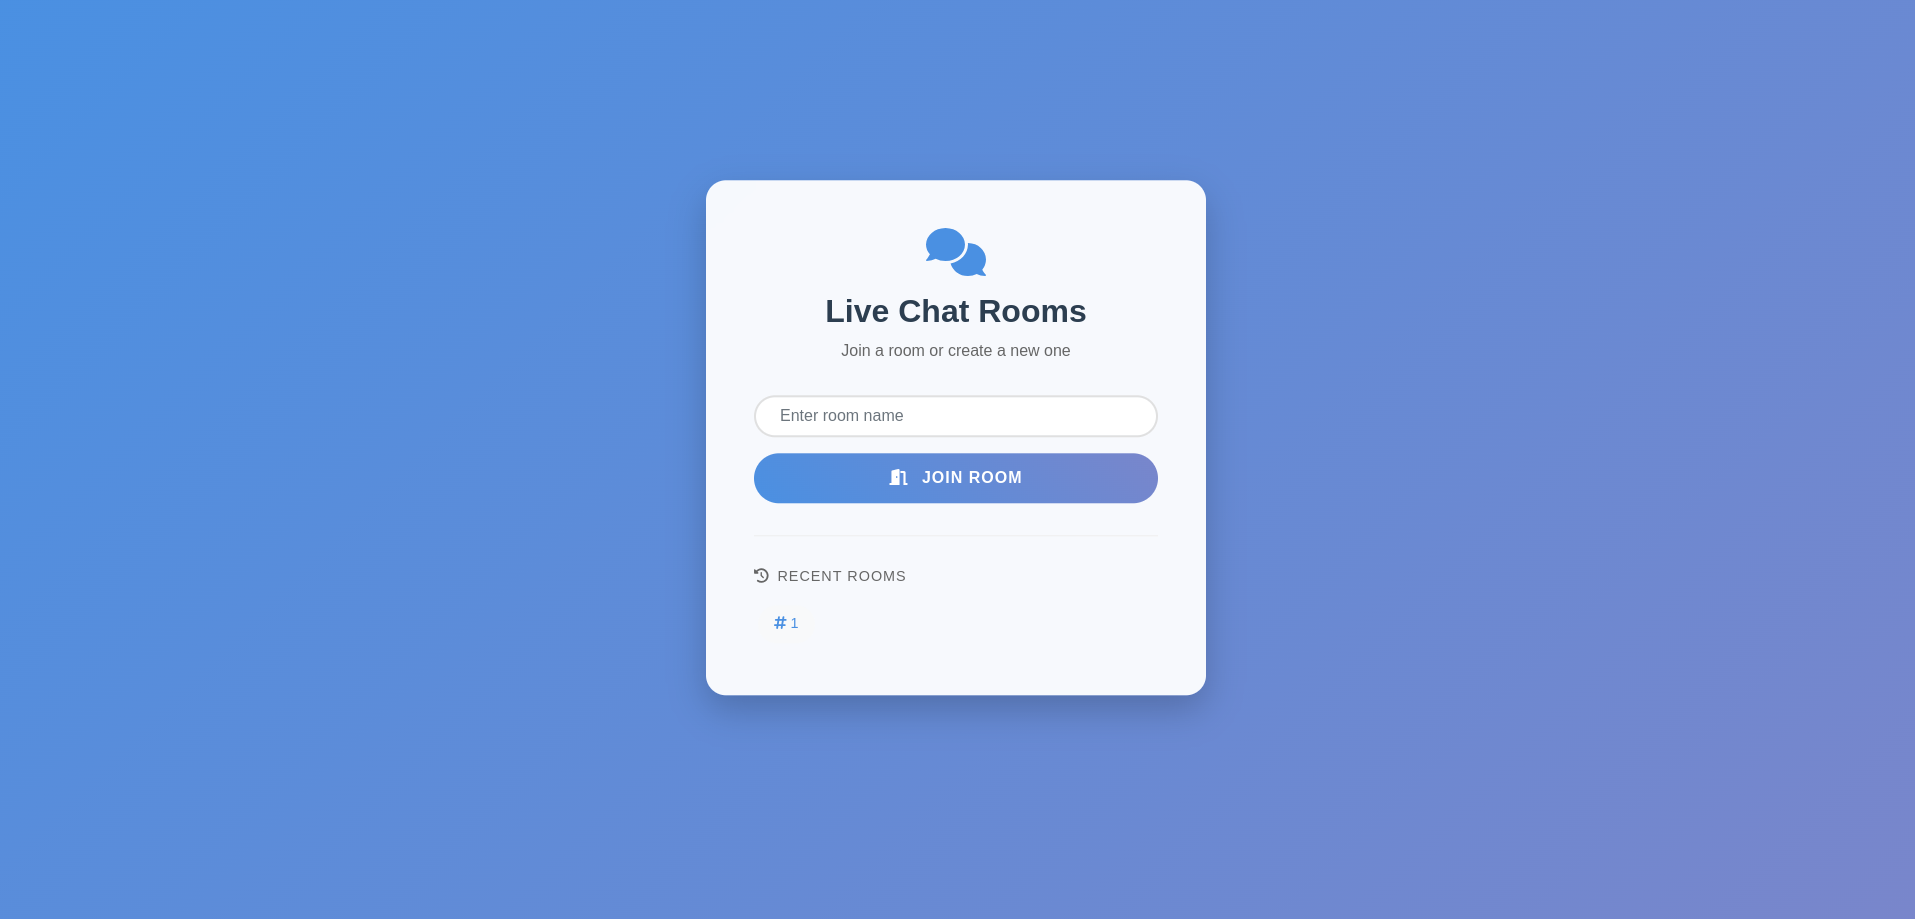 Live Chat Rooms
Join a room or create a new one
Enter room name
JOIN ROOM
RECENT ROOMS
# 1